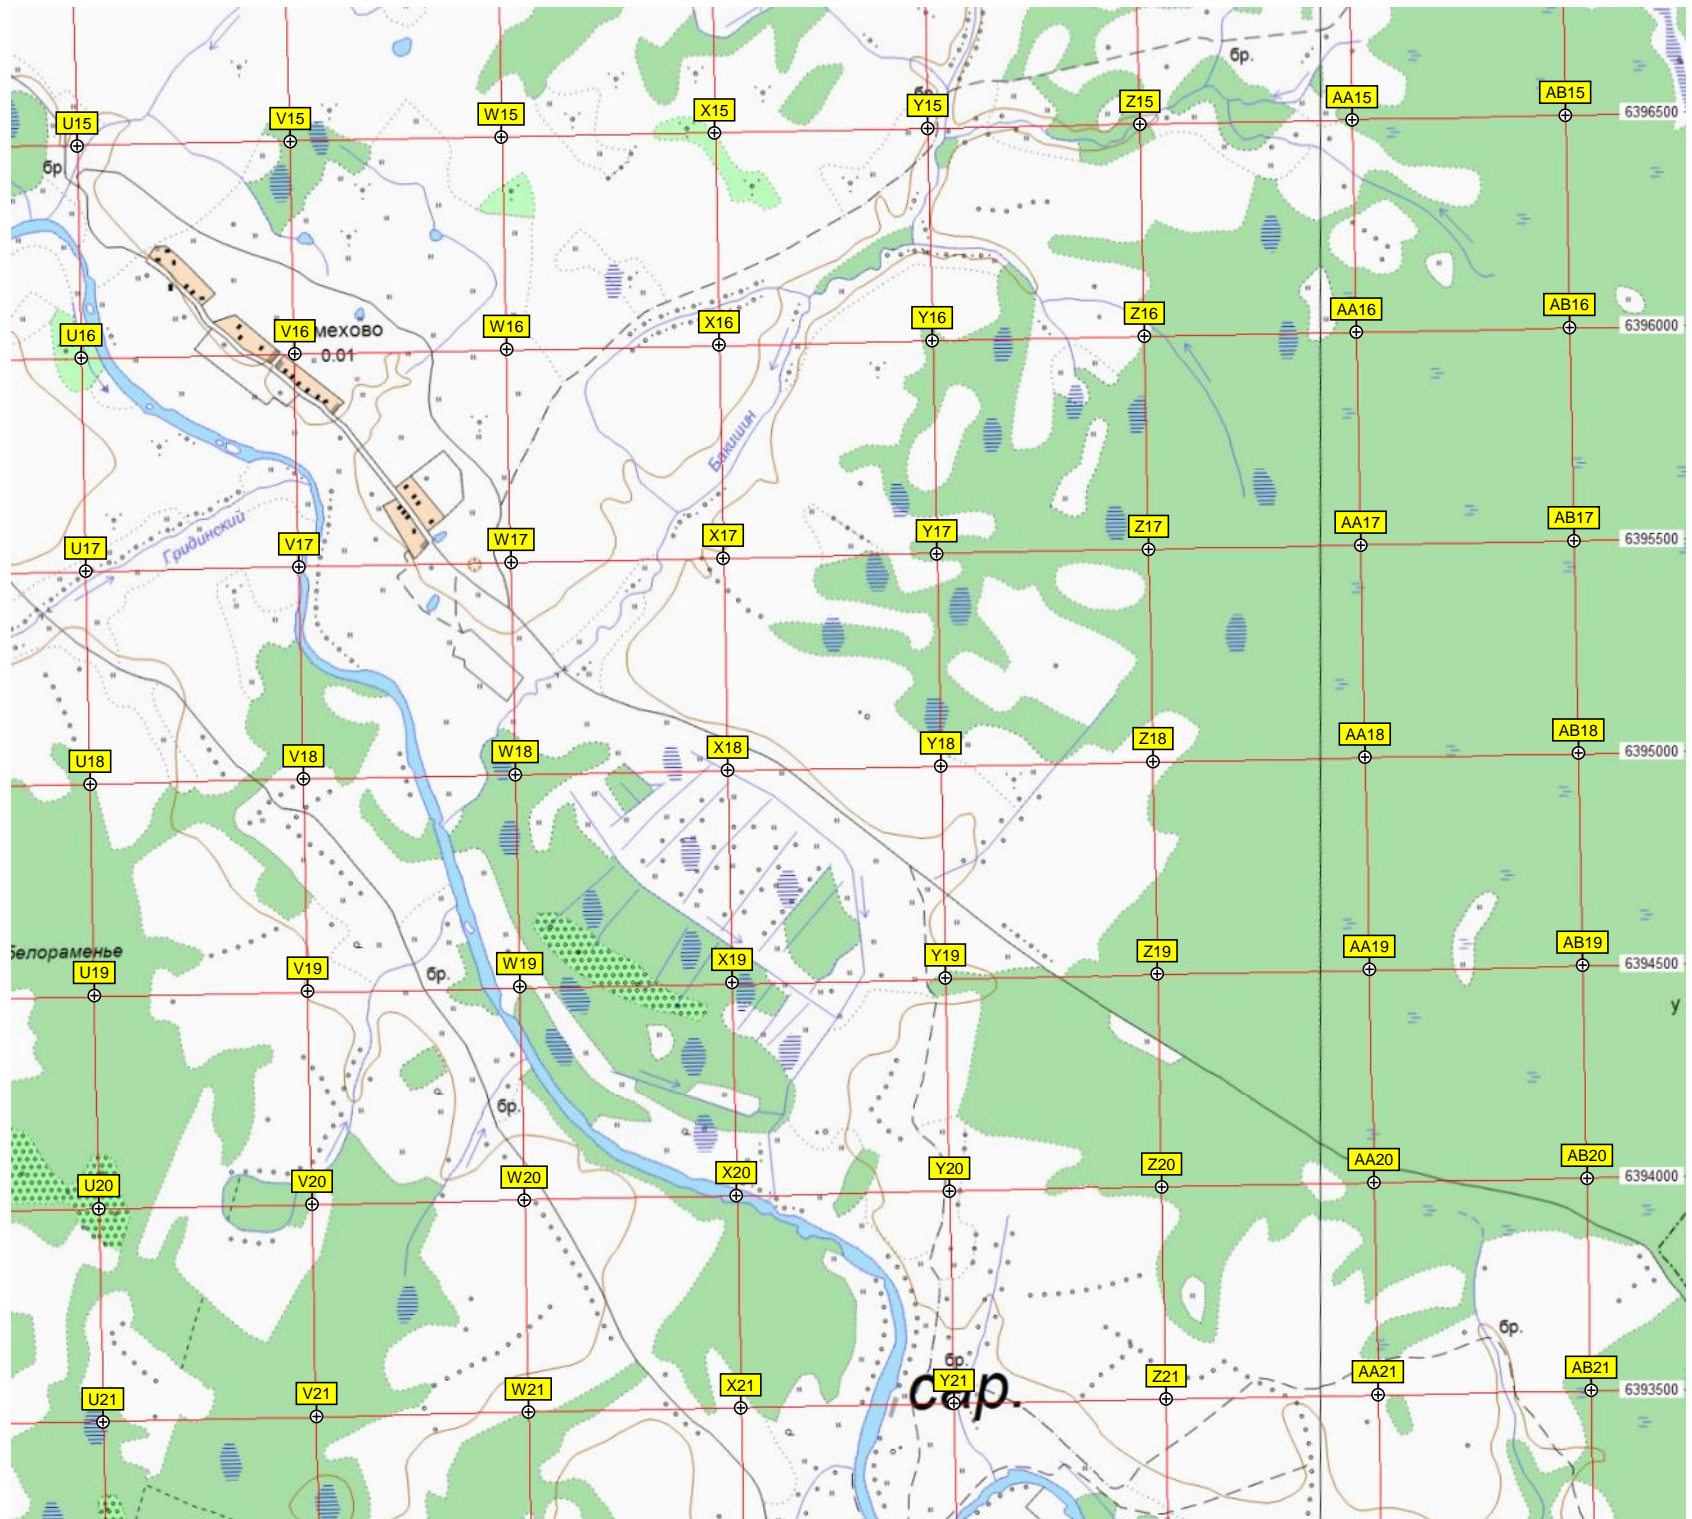 бр.
бр.
U15 V15 W15 X15 Y15 Z15 AA15 AB15 6396500
бр.
U16 V16 W16 X16 Y16 Z16 AA16 AB16 6396000
мехово
0.01
Бакишин
Гридинский
U17 V17 W17 X17 Y17 Z17 AA17 AB17 6395500
U18 V18 W18 X18 Y18 Z18 AA18 AB18 6395000
белораменье
бр.
U19 V19 W19 X19 Y19 Z19 AA19 AB19 6394500
у
бр.
U20 V20 W20 X20 Y20 Z20 AA20 AB20 6394000
бр.
бр.
U21 V21 W21 X21 Y21 Z21 AA21 AB21 6393500
сар.